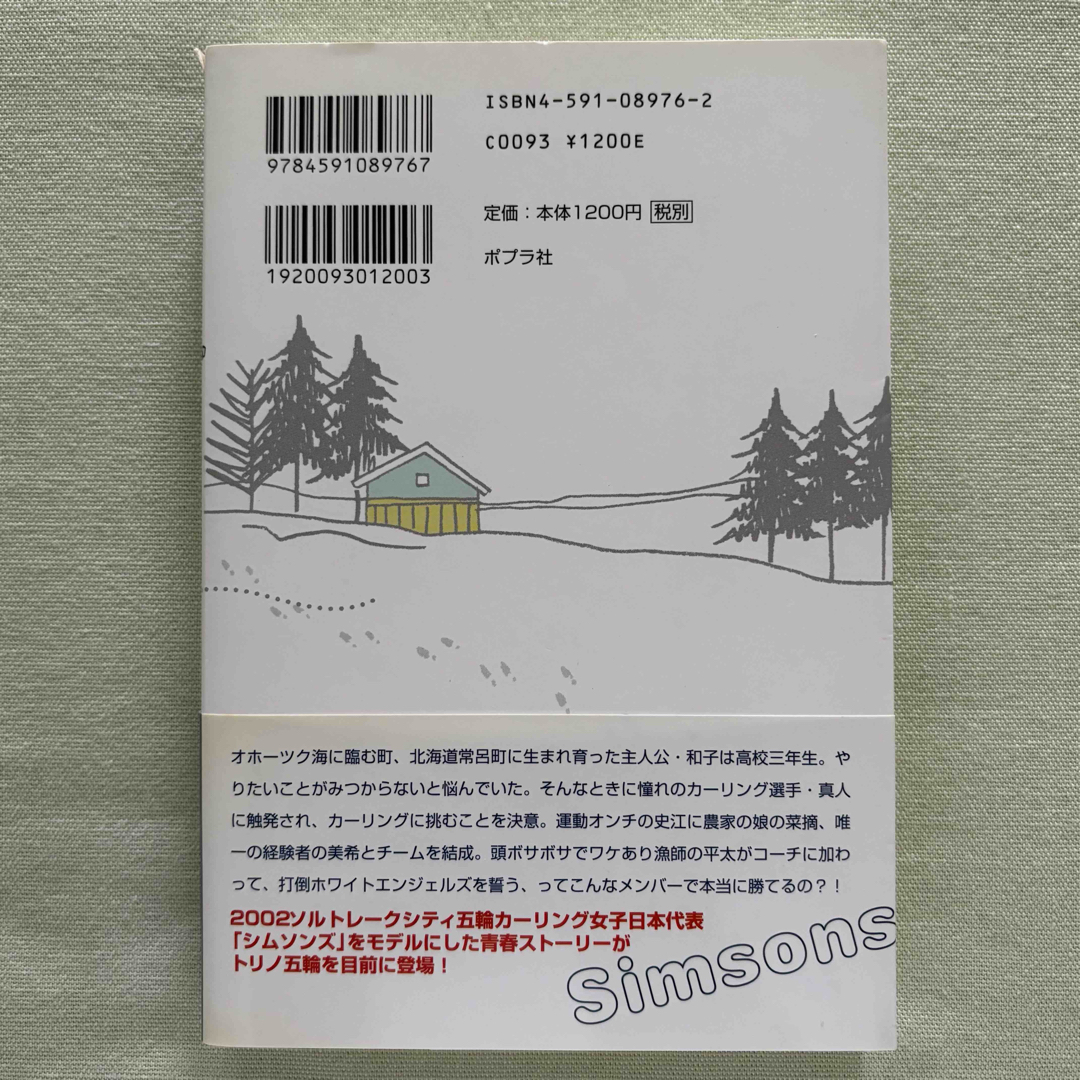 ISBN4-591-08976-2
9784591089767
C0093 ¥1200E
定価：本体1200円 税別
1920093012003
ポプラ社
オホーツク海に臨む町、北海道常呂町に生まれ育った主人公・和子は高校三年生。や
りたいことがみつからないと悩んでいた。そんなときに憧れのカーリング選手・真人
に触発され、カーリングに挑むことを決意。運動オンチの史江に農家の娘の菜摘、唯
一の経験者の美希とチームを結成。頭ボサボサでワケあり漁師の平太がコーチに加わ
って、打倒ホワイトエンジェルズを誓う、ってこんなメンバーで本当に勝てるの？！
2002ソルトレークシティ五輪カーリング女子日本代表
「シムソンズ」をモデルにした青春ストーリーが
トリノ五輪を目前に登場！
Simsons